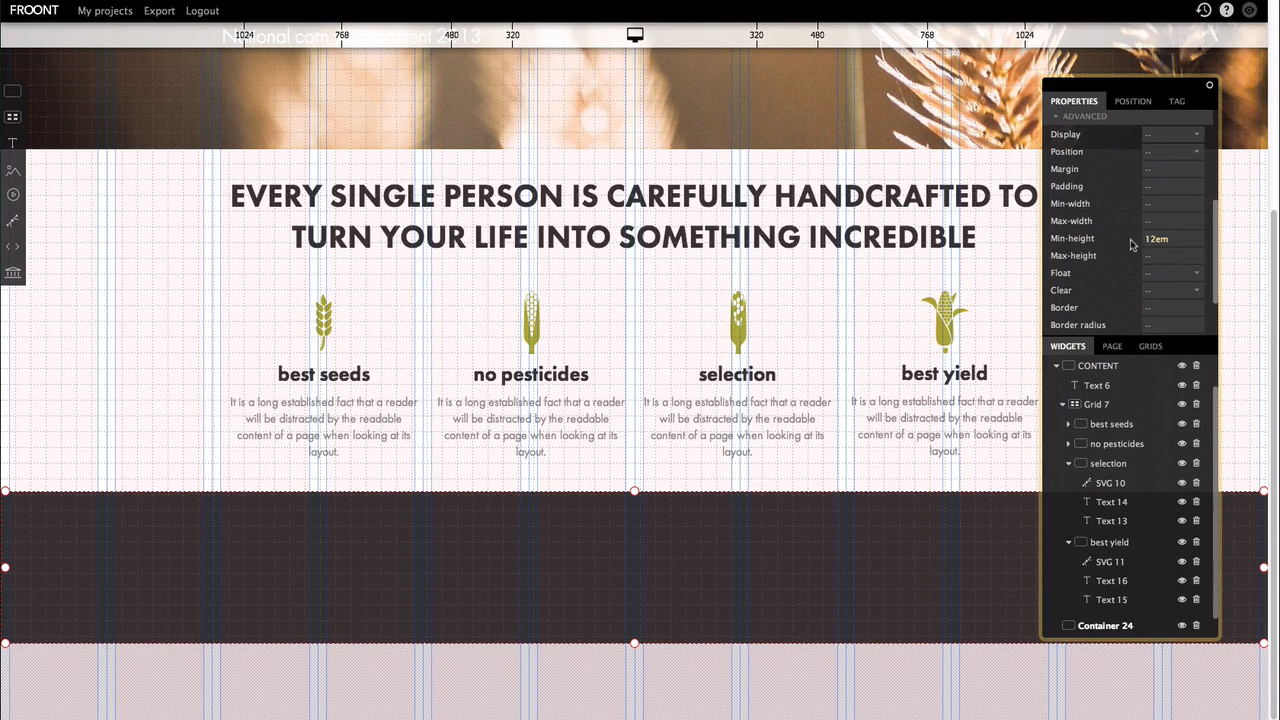 FROONT My projects Export Logout
1024 768 480 320 320 480 768 1024
PROPERTIES POSITION TAG
ADVANCED
Display --
Position --
Margin --
Padding --
Min-width --
Max-width --
Min-height 12em
Max-height --
Float --
Clear --
Border --
Border radius --
EVERY SINGLE PERSON IS CAREFULLY HANDCRAFTED TO
TURN YOUR LIFE INTO SOMETHING INCREDIBLE
best seeds
It is a long established fact that a reader
will be distracted by the readable
content of a page when looking at its
layout.
no pesticides
It is a long established fact that a reader
will be distracted by the readable
content of a page when looking at its
layout.
selection
It is a long established fact that a reader
will be distracted by the readable
content of a page when looking at its
layout.
best yield
It is a long established fact that a reader
will be distracted by the readable
content of a page when looking at its
layout.
WIDGETS PAGE GRIDS
CONTENT
Text 6
Grid 7
best seeds
no pesticides
selection
SVG 10
Text 14
Text 13
best yield
SVG 11
Text 16
Text 15
Container 24